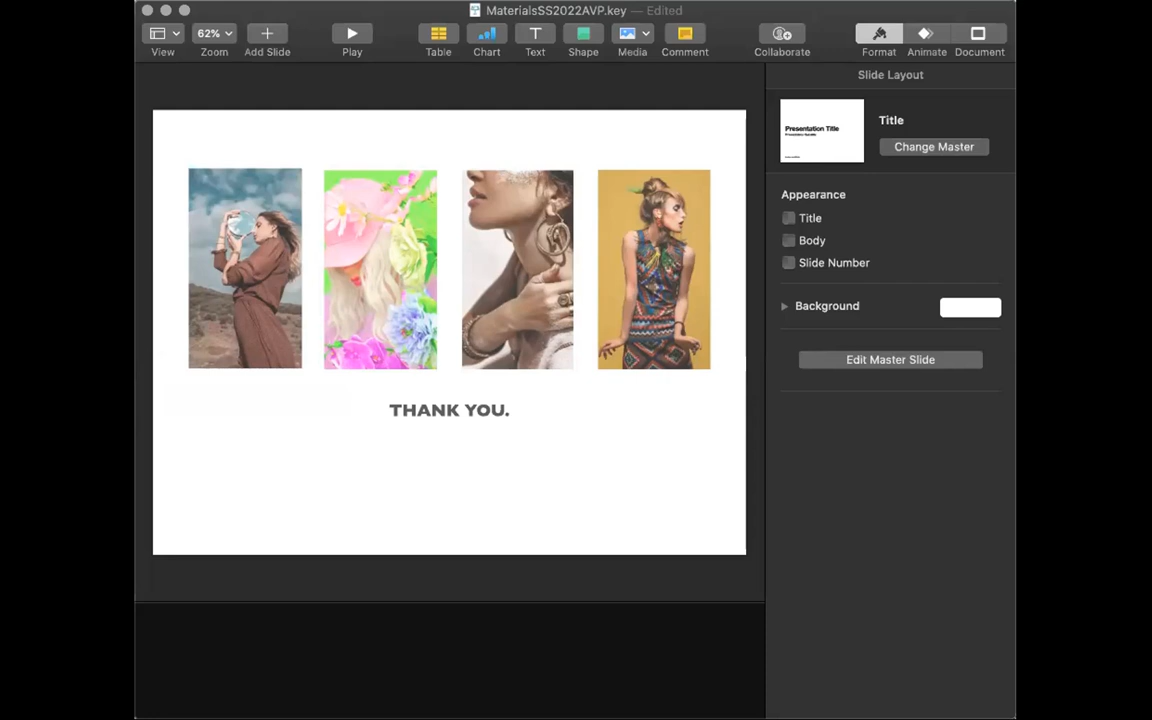 MaterialsSS2022AVP.key — Edited
62%
View Zoom Add Slide Play Table Chart Text Shape Media Comment Collaborate Format Animate Document
Slide Layout
Presentation Title
Title
Change Master
Appearance
Title
Body
Slide Number
Background
Edit Master Slide
THANK YOU.